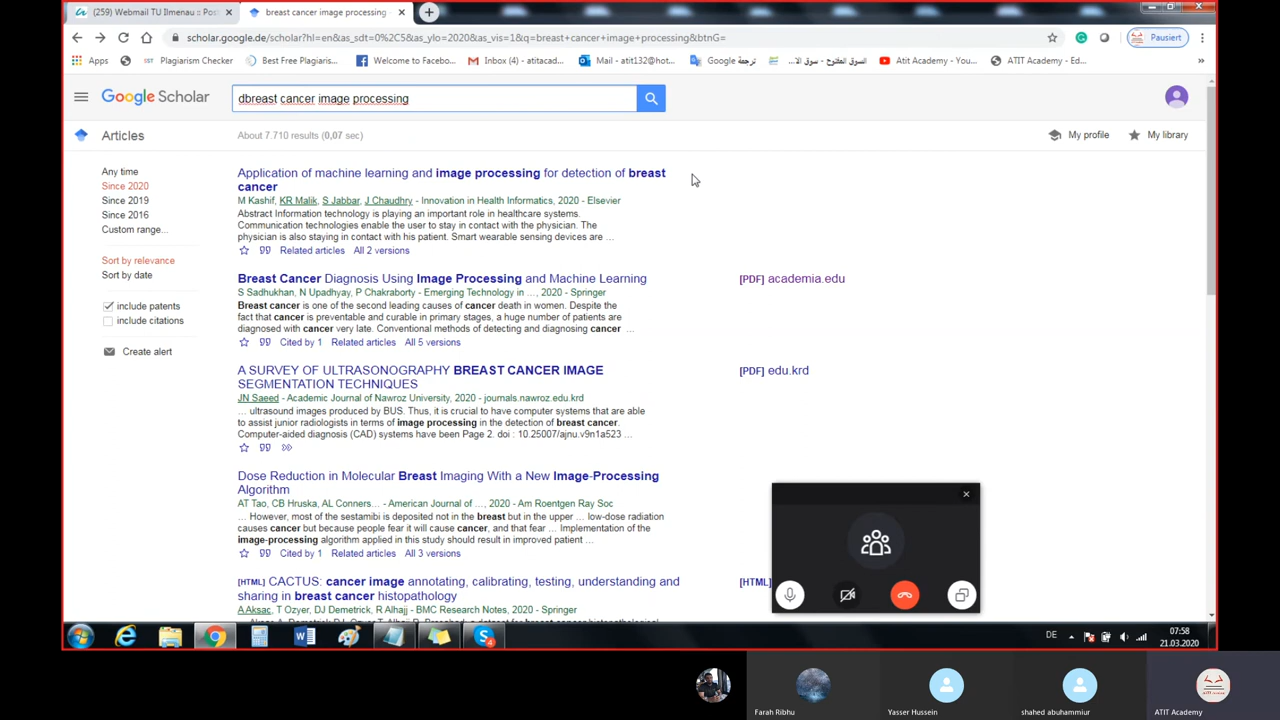 (259) Webmail TU Ilmenau :: Post
breast cancer image processing
scholar.google.de/scholar?hl=en&as_sdt=0%2C5&as_ylo=2020&as_vis=1&q=breast+cancer+image+processing&btnG=
Pausiert
Apps
Plagiarism Checker
Best Free Plagiaris...
Welcome to Facebo...
Inbox (4) - atitacad...
Mail - atit132@hot...
Google ترجمة
السوق المفتوح - سوق الا...
Atit Academy - You...
ATIT Academy - Ed...
»
Google Scholar
dbreast cancer image processing
Articles
About 7.710 results (0,07 sec)
My profile
My library
Any time
Since 2020
Since 2019
Since 2016
Custom range...
Sort by relevance
Sort by date
include patents
include citations
Create alert
Application of machine learning and image processing for detection of breast
cancer
M Kashif, KR Malik, S Jabbar, J Chaudhry - Innovation in Health Informatics, 2020 - Elsevier
Abstract Information technology is playing an important role in healthcare systems.
Communication technologies enable the user to stay in contact with the physician. The
physician is also staying in contact with his patient. Smart wearable sensing devices are ...
Related articles All 2 versions
Breast Cancer Diagnosis Using Image Processing and Machine Learning
[PDF] academia.edu
S Sadhukhan, N Upadhyay, P Chakraborty - Emerging Technology in ..., 2020 - Springer
Breast cancer is one of the second leading causes of cancer death in women. Despite the
fact that cancer is preventable and curable in primary stages, a huge number of patients are
diagnosed with cancer very late. Conventional methods of detecting and diagnosing cancer ...
Cited by 1 Related articles All 5 versions
A SURVEY OF ULTRASONOGRAPHY BREAST CANCER IMAGE
SEGMENTATION TECHNIQUES
[PDF] edu.krd
JN Saeed - Academic Journal of Nawroz University, 2020 - journals.nawroz.edu.krd
... ultrasound images produced by BUS. Thus, it is crucial to have computer systems that are able
to assist junior radiologists in terms of image processing in the detection of breast cancer.
Computer-aided diagnosis (CAD) systems have been Page 2. doi : 10.25007/ajnu.v9n1a523 ...
Dose Reduction in Molecular Breast Imaging With a New Image-Processing
Algorithm
AT Tao, CB Hruska, AL Conners... - American Journal of ..., 2020 - Am Roentgen Ray Soc
... However, most of the sestamibi is deposited not in the breast but in the upper ... low-dose radiation
causes cancer but because people fear it will cause cancer, and that fear ... Implementation of the
image-processing algorithm applied in this study should result in improved patient ...
Cited by 1 Related articles All 3 versions
[HTML] CACTUS: cancer image annotating, calibrating, testing, understanding and
sharing in breast cancer histopathology
[HTML]
A Aksac, T Ozyer, DJ Demetrick, R Alhajj - BMC Research Notes, 2020 - Springer
DE
07:58
21.03.2020
Farah Ribhu
Yasser Hussein
shahed abuhammiur
ATIT Academy